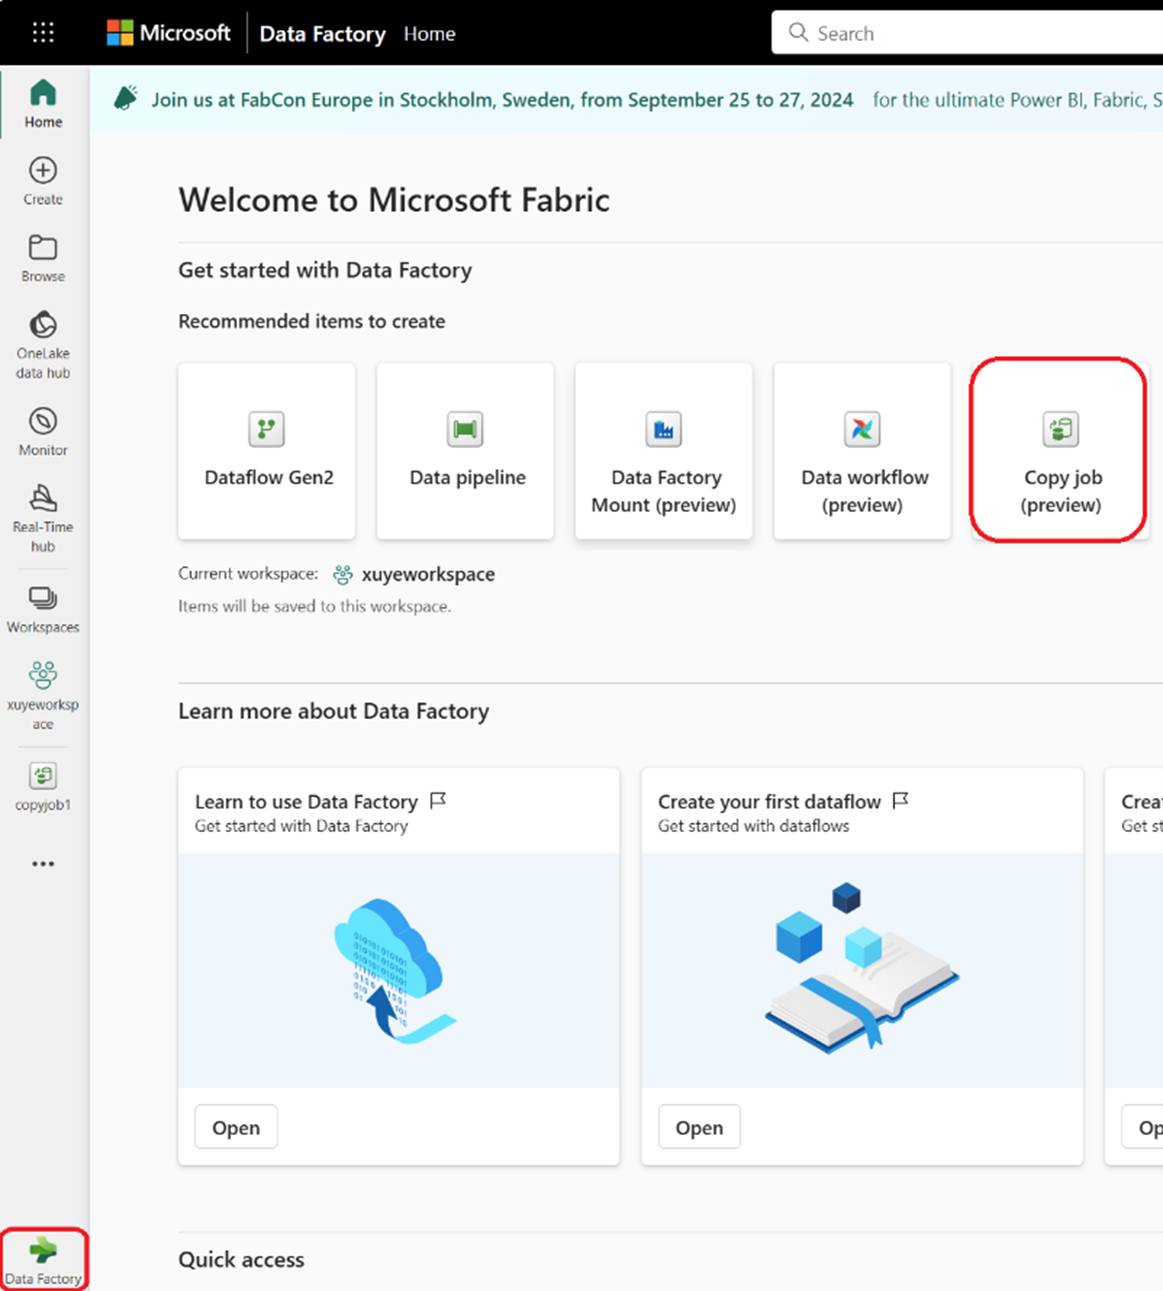 Microsoft Data Factory Home Search
Join us at FabCon Europe in Stockholm, Sweden, from September 25 to 27, 2024 for the ultimate Power BI, Fabric, S
Home
Create
Browse
OneLake
data hub
Monitor
Real-Time
hub
Workspaces
xuyeworksp
ace
copyjob1
Data Factory
Welcome to Microsoft Fabric
Get started with Data Factory
Recommended items to create
Dataflow Gen2
Data pipeline
Data Factory
Mount (preview)
Data workflow
(preview)
Copy job
(preview)
Current workspace: xuyeworkspace
Items will be saved to this workspace.
Learn more about Data Factory
Learn to use Data Factory
Get started with Data Factory
Open
Create your first dataflow
Get started with dataflows
Open
Crea
Get st
Op
Quick access